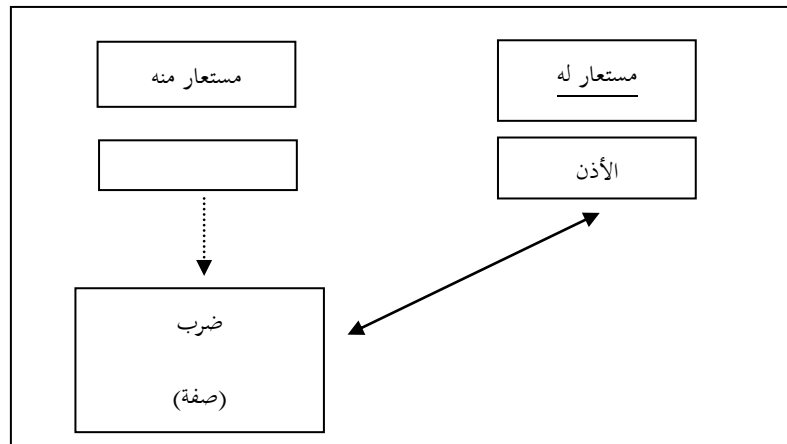 مستعار له
مستعار منه
الأذن
ضرب
(صفة)